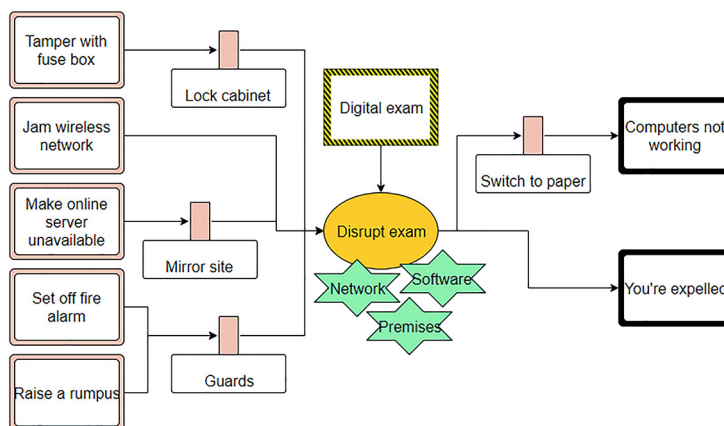 Tamper with
fuse box
Lock cabinet
Jam wireless
network
Make online
server
unavailable
Mirror site
Set off fire
alarm
Raise a rumpus
Guards
Digital exam
Disrupt exam
Network
Software
Premises
Switch to paper
Computers not
working
You're expelled